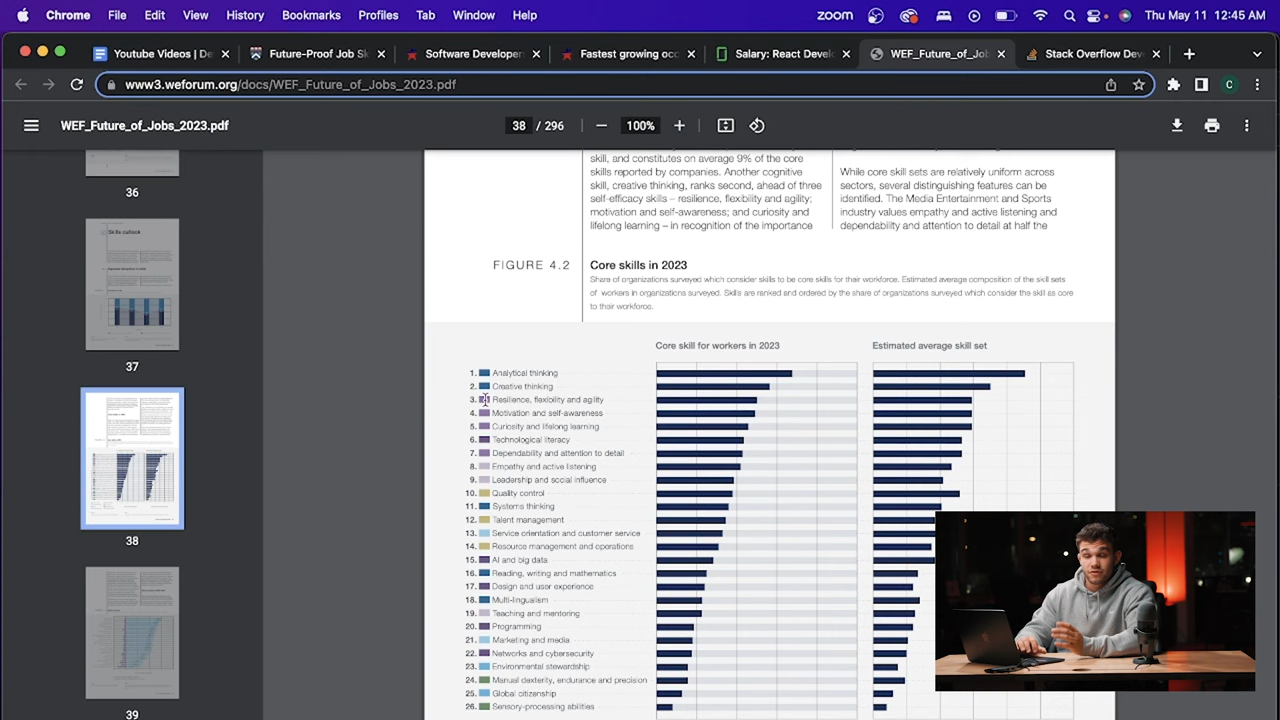 Chrome File Edit View History Bookmarks Profiles Tab Window Help zoom Thu May 11 12:45 AM
Youtube Videos | De Future-Proof Job Sk Software Developer Fastest growing occ Salary: React Devel WEF_Future_of_Job Stack Overflow Dev
www3.weforum.org/docs/WEF_Future_of_Jobs_2023.pdf C
WEF_Future_of_Jobs_2023.pdf 38 / 296 100%
36
Skills outlook
37
38
39
skill, and constitutes on average 9% of the core
skills reported by companies. Another cognitive
skill, creative thinking, ranks second, ahead of three
self-efficacy skills – resilience, flexibility and agility;
motivation and self-awareness; and curiosity and
lifelong learning – in recognition of the importance
While core skill sets are relatively uniform across
sectors, several distinguishing features can be
identified. The Media Entertainment and Sports
industry values empathy and active listening and
dependability and attention to detail at half the
FIGURE 4.2 Core skills in 2023
Share of organizations surveyed which consider skills to be core skills for their workforce. Estimated average composition of the skill sets
of workers in organizations surveyed. Skills are ranked and ordered by the share of organizations surveyed which consider the skill as core
to their workforce.
Core skill for workers in 2023 Estimated average skill set
1. Analytical thinking
2. Creative thinking
3. Resilience, flexibility and agility
4. Motivation and self-awareness
5. Curiosity and lifelong learning
6. Technological literacy
7. Dependability and attention to detail
8. Empathy and active listening
9. Leadership and social influence
10. Quality control
11. Systems thinking
12. Talent management
13. Service orientation and customer service
14. Resource management and operations
15. AI and big data
16. Reading, writing and mathematics
17. Design and user experience
18. Multi-lingualism
19. Teaching and mentoring
20. Programming
21. Marketing and media
22. Networks and cybersecurity
23. Environmental stewardship
24. Manual dexterity, endurance and precision
25. Global citizenship
26. Sensory-processing abilities